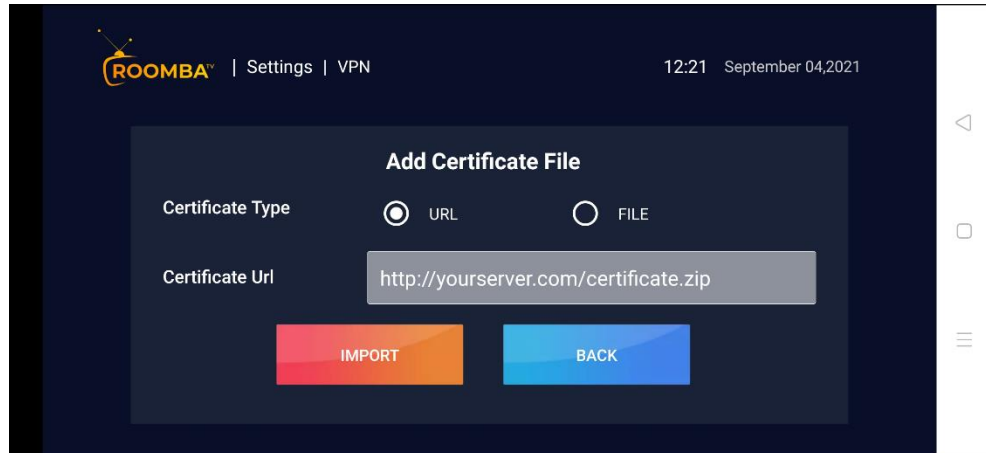 ROOMBA TV | Settings | VPN 12:21 September 04,2021
Add Certificate File
Certificate Type URL FILE
Certificate Url http://yourserver.com/certificate.zip
IMPORT BACK